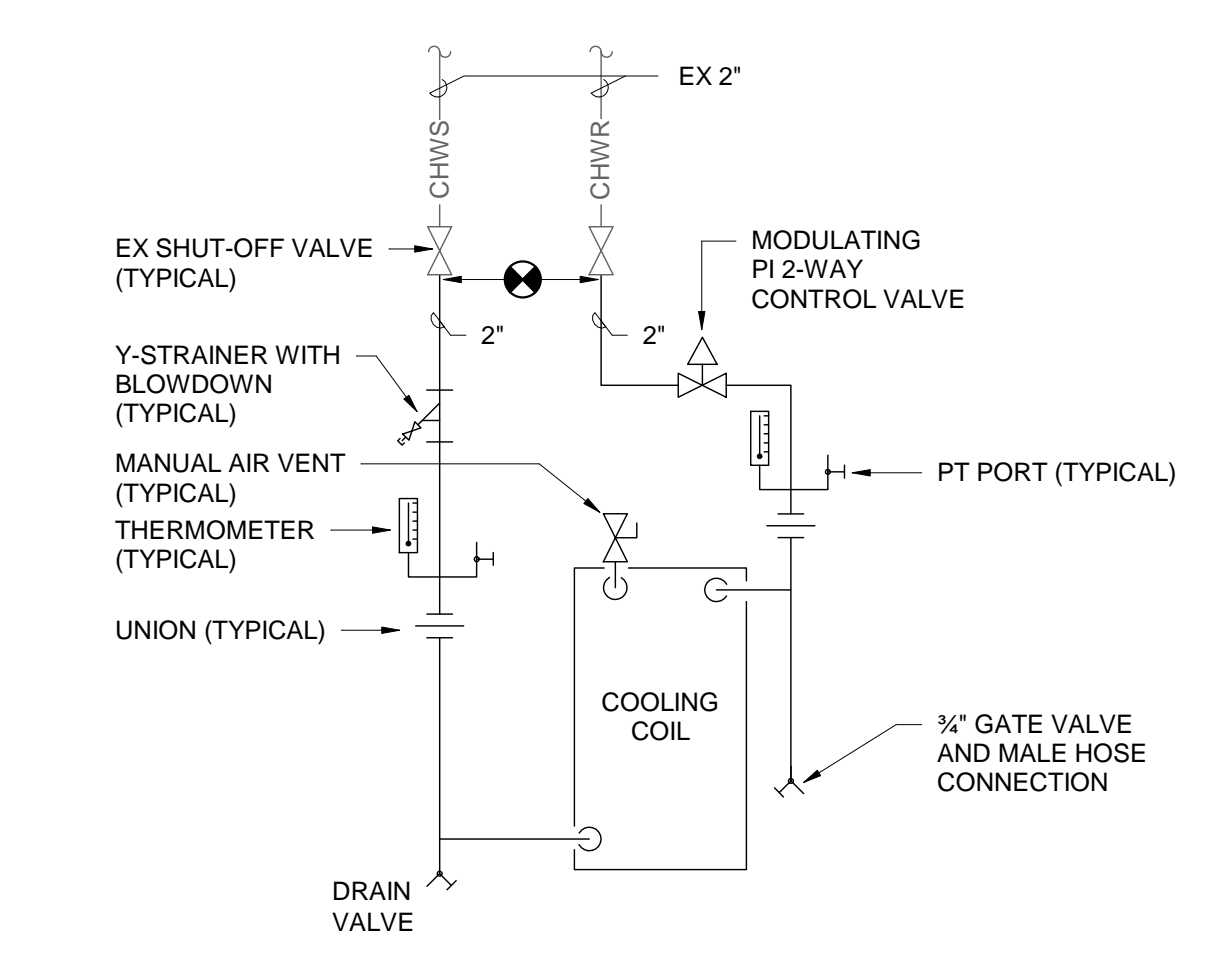 EX 2"
CHWS
CHWR
EX SHUT-OFF VALVE
(TYPICAL)
MODULATING
PI 2-WAY
CONTROL VALVE
2"
2"
Y-STRAINER WITH
BLOWDOWN
(TYPICAL)
MANUAL AIR VENT
(TYPICAL)
PT PORT (TYPICAL)
THERMOMETER
(TYPICAL)
UNION (TYPICAL)
COOLING
COIL
¾" GATE VALVE
AND MALE HOSE
CONNECTION
DRAIN
VALVE